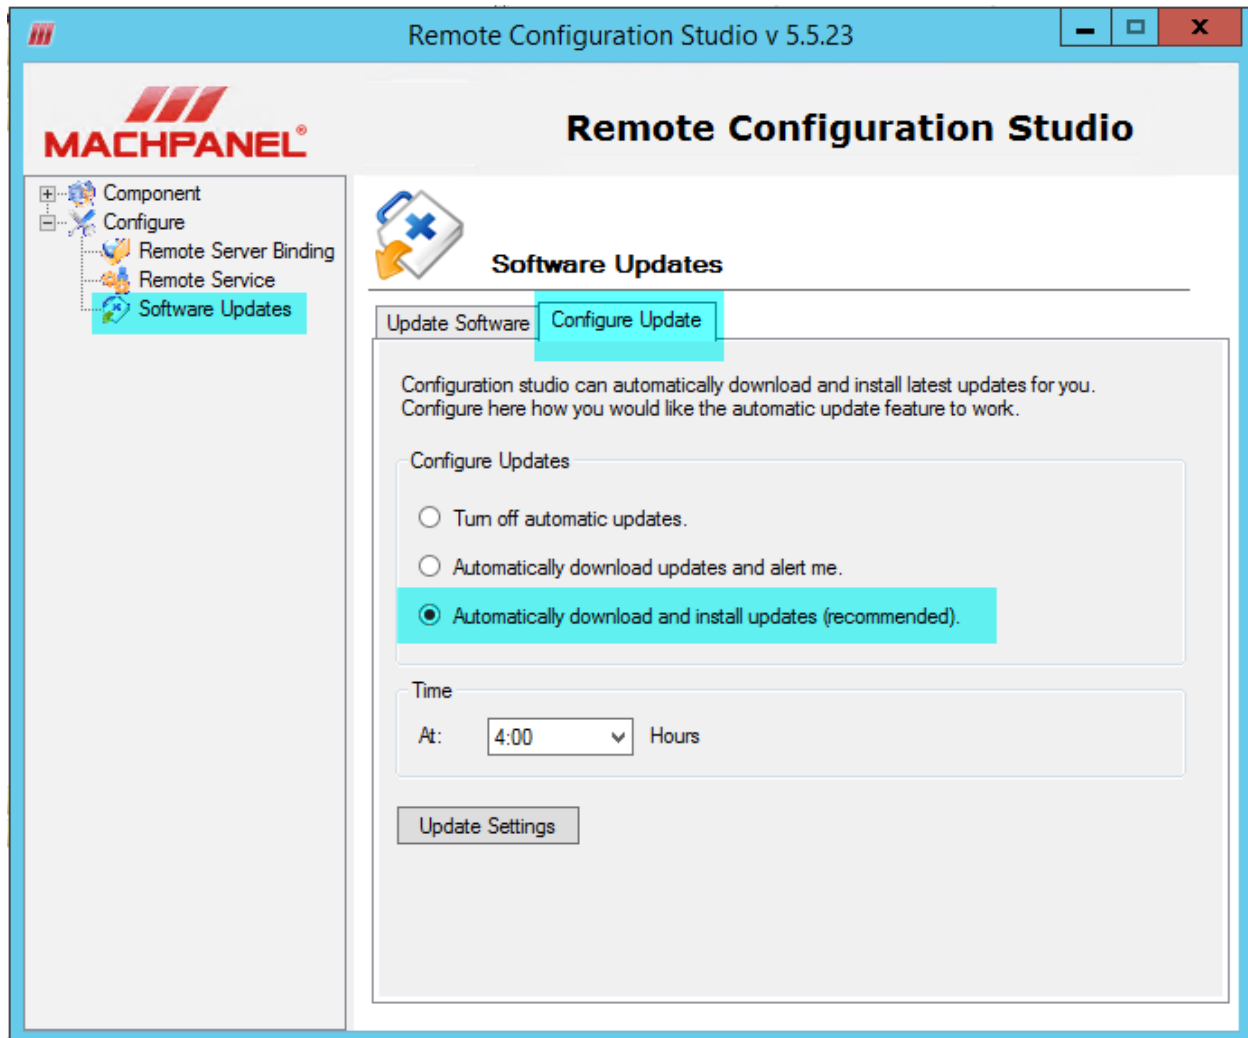 Remote Configuration Studio v 5.5.23
MACHPANEL®
Remote Configuration Studio
Component
Configure
Remote Server Binding
Remote Service
Software Updates
Software Updates
Update Software
Configure Update
Configuration studio can automatically download and install latest updates for you.
Configure here how you would like the automatic update feature to work.
Configure Updates
Turn off automatic updates.
Automatically download updates and alert me.
Automatically download and install updates (recommended).
Time
At: 4:00 Hours
Update Settings